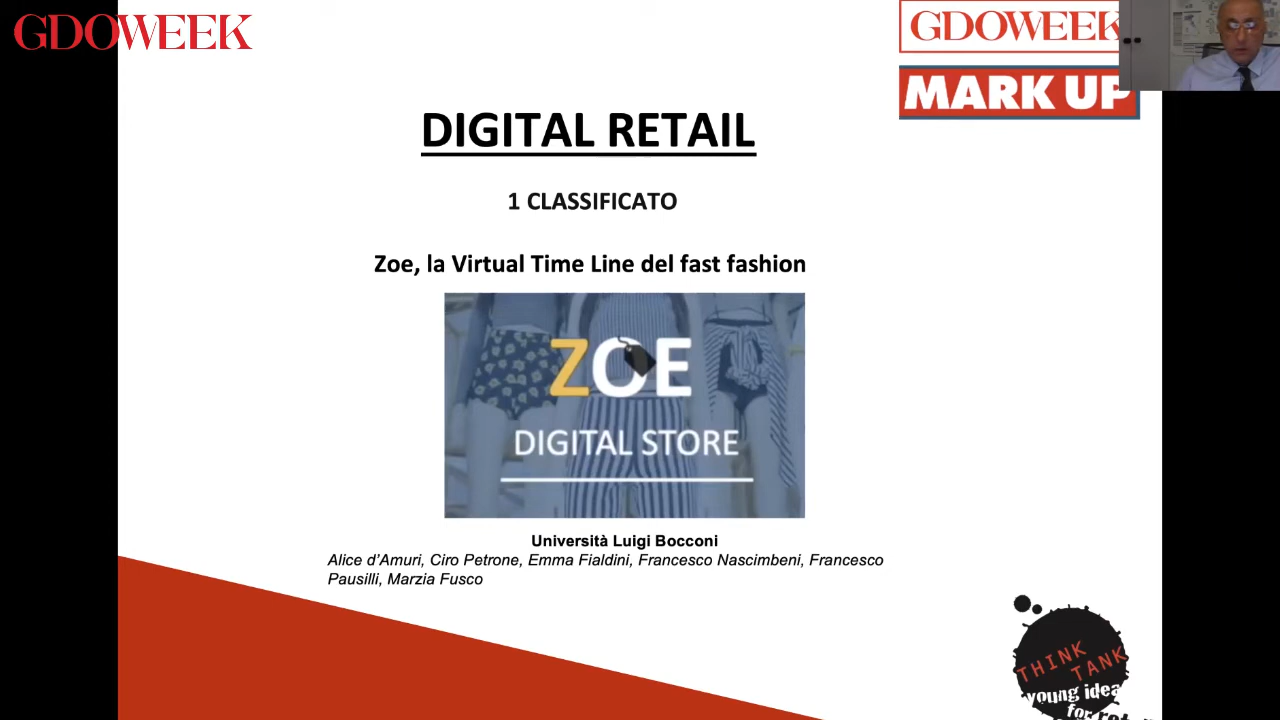 GDOWEEK
GDOWEEK
MARK UP
DIGITAL RETAIL
1 CLASSIFICATO
Zoe, la Virtual Time Line del fast fashion
ZOE
DIGITAL STORE
Università Luigi Bocconi
Alice d'Amuri, Ciro Petrone, Emma Fialdini, Francesco Nascimbeni, Francesco
Pausilli, Marzia Fusco
THINK
TANK
young idea
for